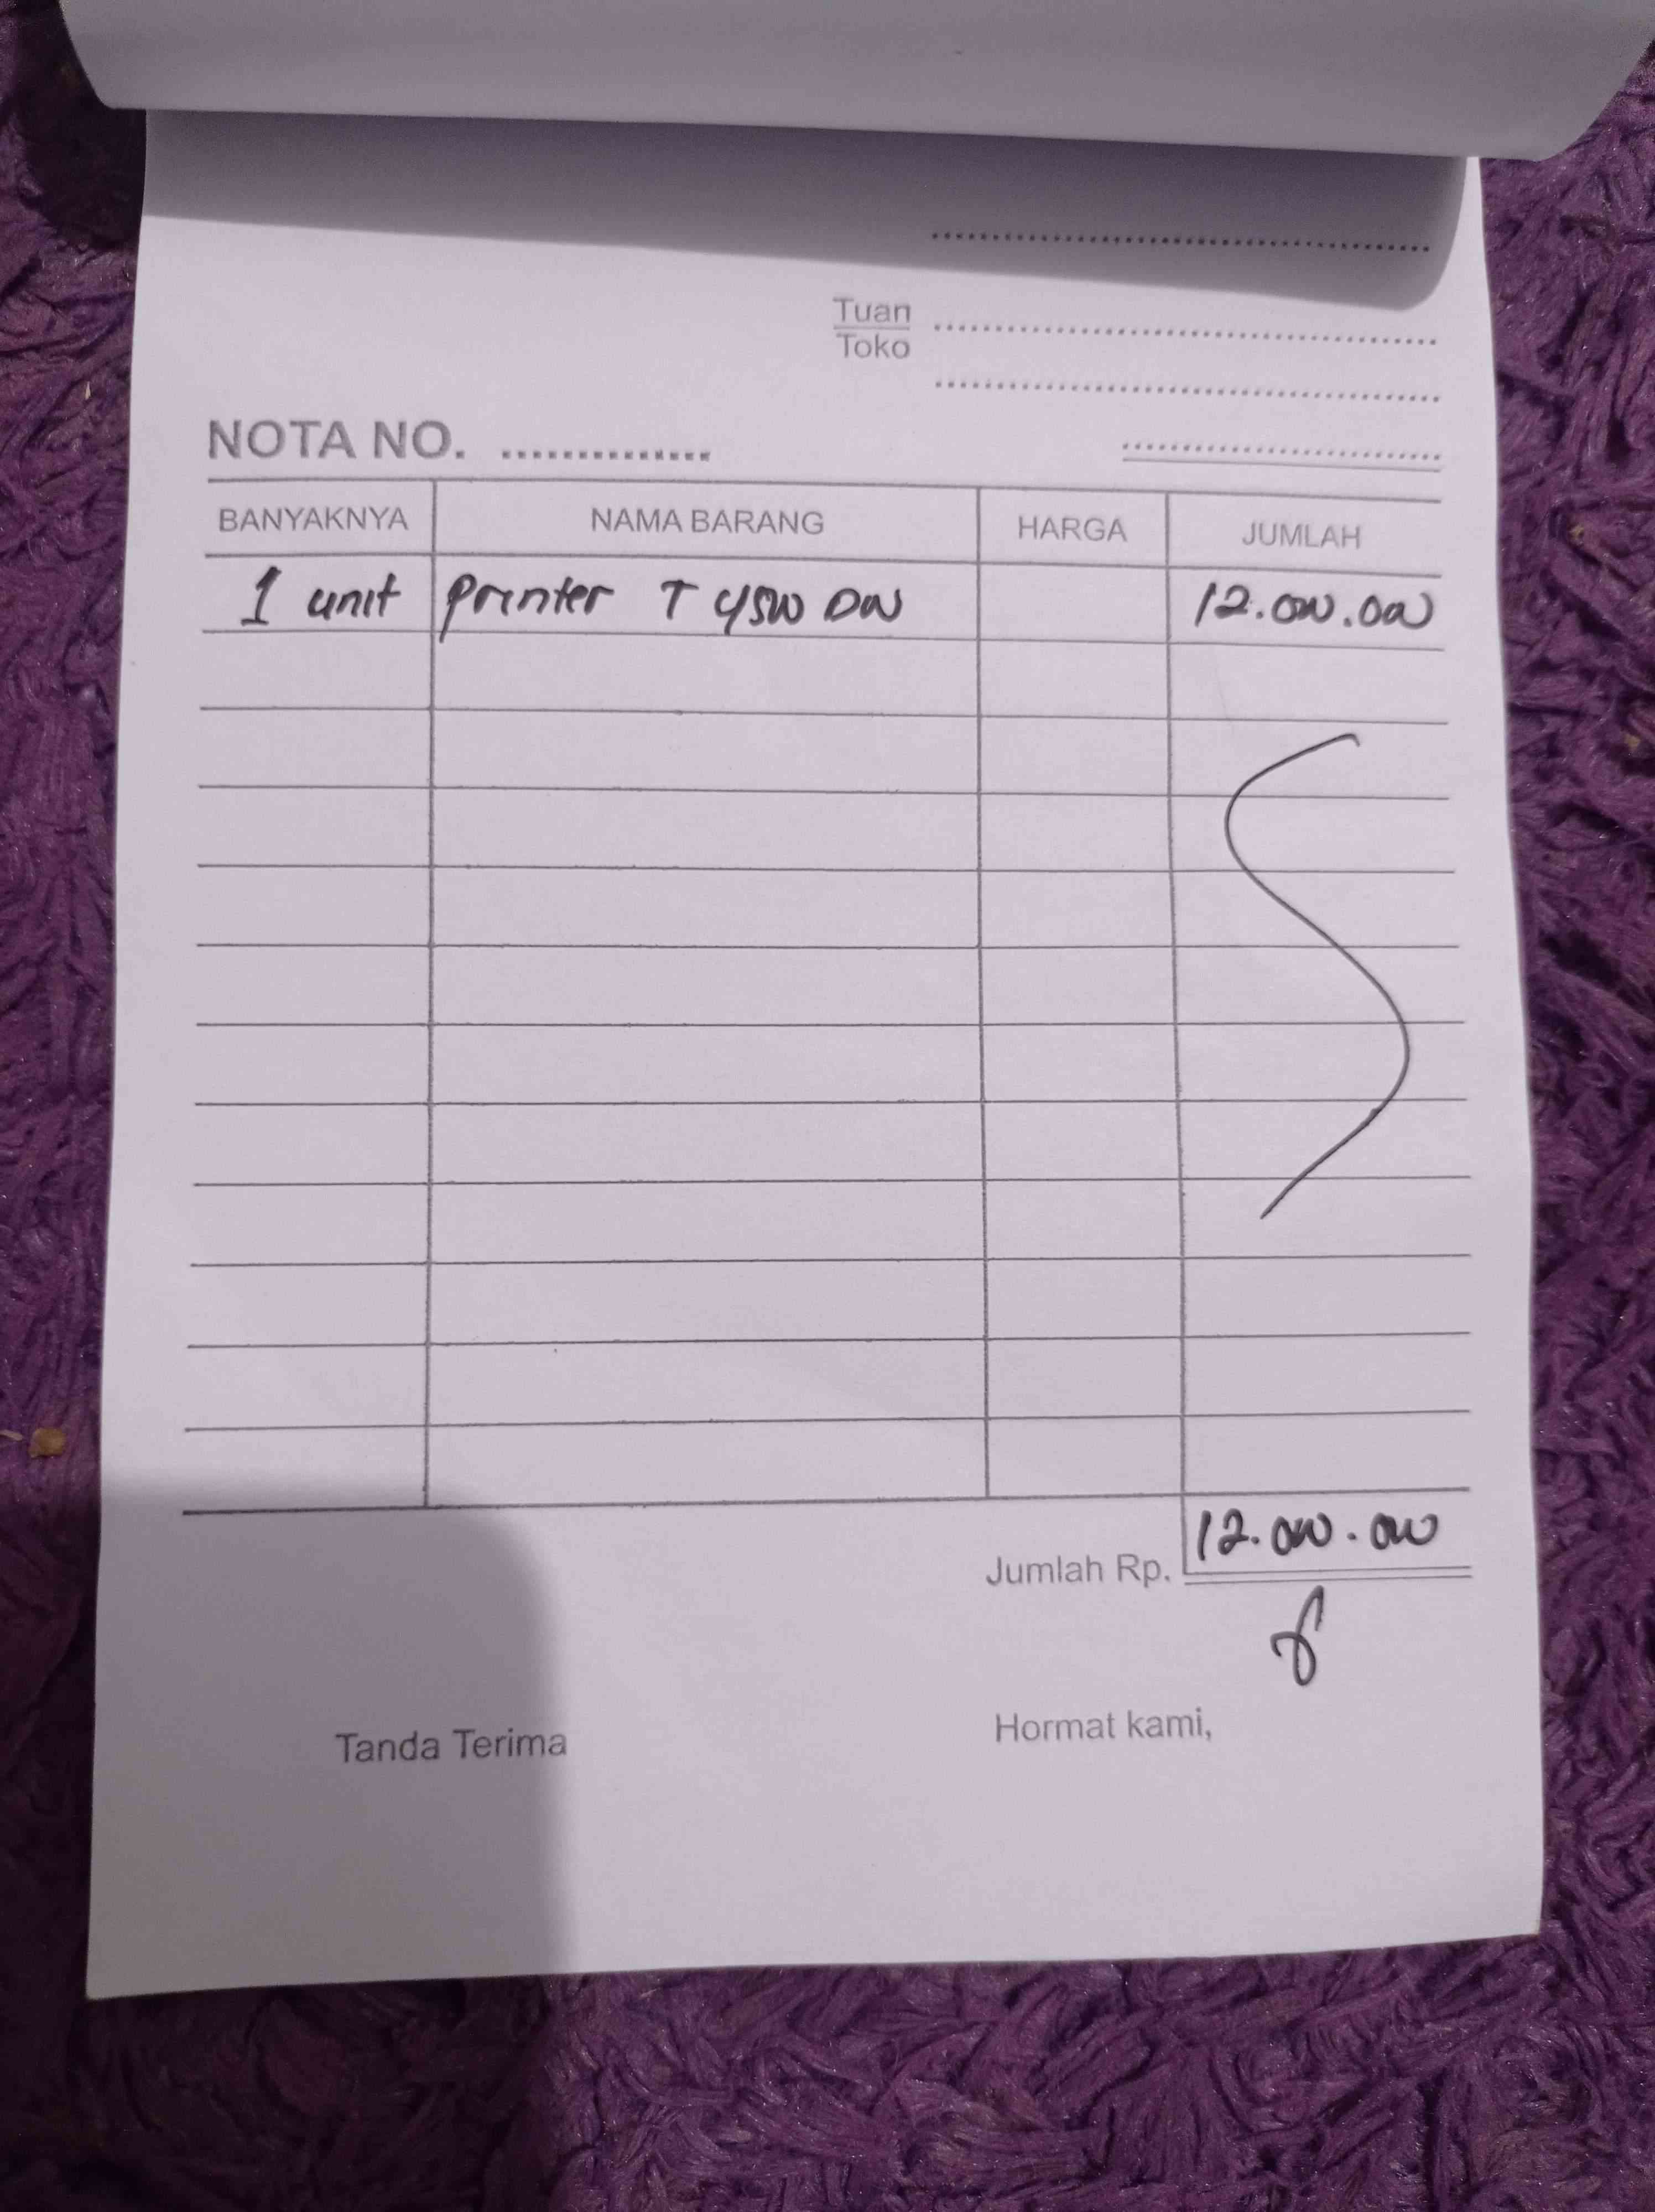 Tuan
Toko
NOTA NO. ..............
BANYAKNYA NAMA BARANG HARGA JUMLAH
1 unit Printer T 4500 DW 12.000.000
Jumlah Rp. 12.000.000
Tanda Terima Hormat kami,